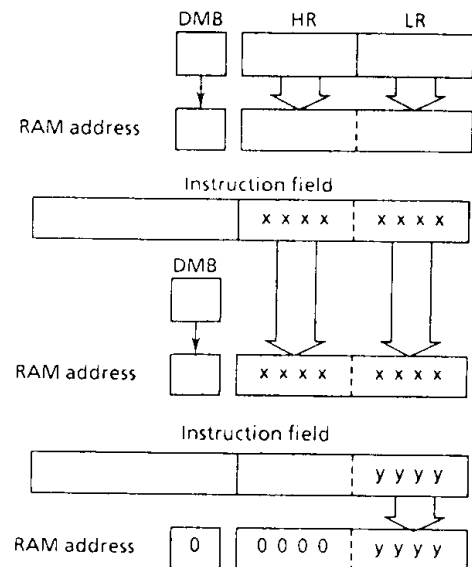 DMB HR LR
RAM address
Instruction field
x x x x x x x x
DMB
RAM address x x x x x x x x
Instruction field
y y y y
RAM address 0 0 0 0 0 y y y y